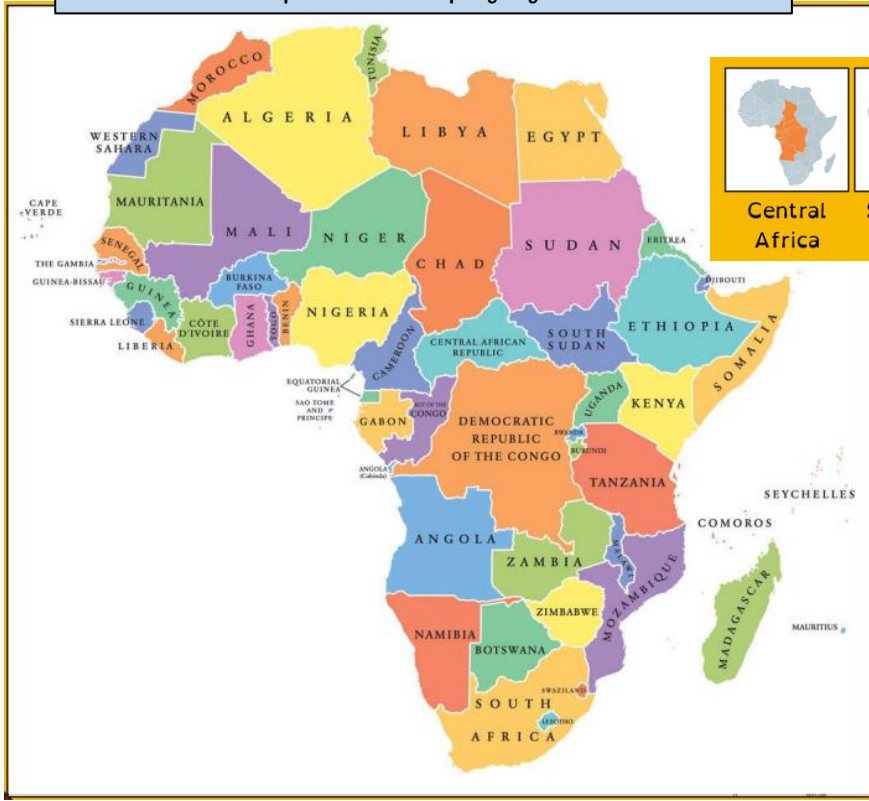 MOROCCO
TUNISIA
ALGERIA
LIBYA
EGYPT
WESTERN
SAHARA
MAURITANIA
MALI
NIGER
CHAD
SUDAN
ERITREA
DJIBOUTI
Central
Africa
CAPE
VERDE
SENEGAL
THE GAMBIA
GUINEA-BISSAU
GUINEA
SIERRA LEONE
LIBERIA
CÔTE
D'IVOIRE
BURKINA
FASO
GHANA
TOGO
BENIN
NIGERIA
CAMEROON
CENTRAL AFRICAN
REPUBLIC
SOUTH
SUDAN
ETHIOPIA
SOMALIA
EQUATORIAL
GUINEA
SAO TOME
AND
PRINCIPE
GABON
REP OF THE
CONGO
DEMOCRATIC
REPUBLIC
OF THE CONGO
UGANDA
KENYA
RWANDA
BURUNDI
TANZANIA
ANGOLA
(Cabinda)
SEYCHELLES
COMOROS
ANGOLA
ZAMBIA
MALAWI
MOZAMBIQUE
ZIMBABWE
MADAGASCAR
MAURITIUS
NAMIBIA
BOTSWANA
SWAZILAND
LESOTHO
SOUTH
AFRICA